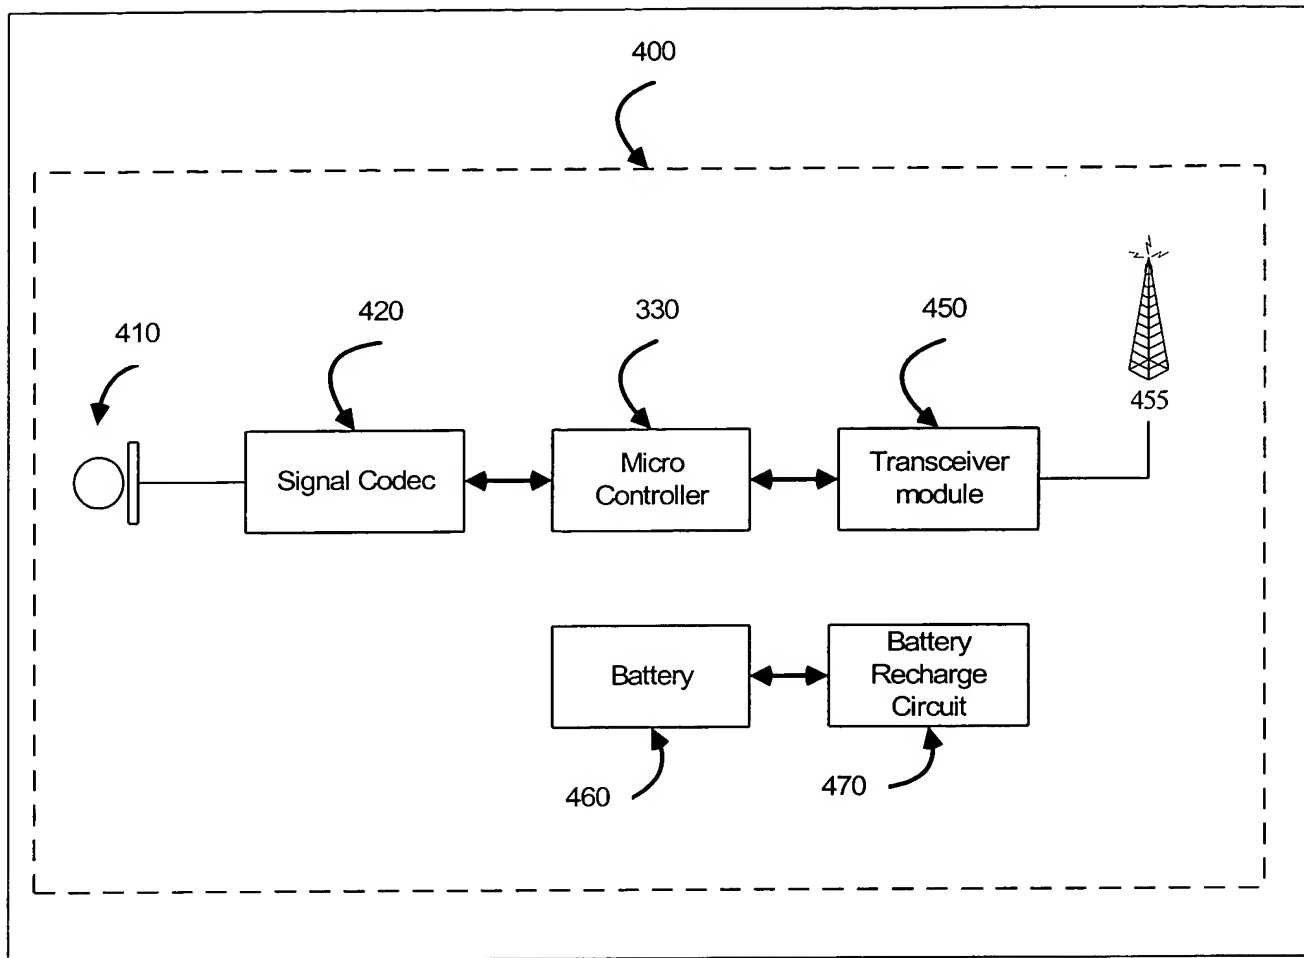 400
410
420
330
450
455
Signal Codec
Micro
Controller
Transceiver
module
Battery
Battery
Recharge
Circuit
460
470